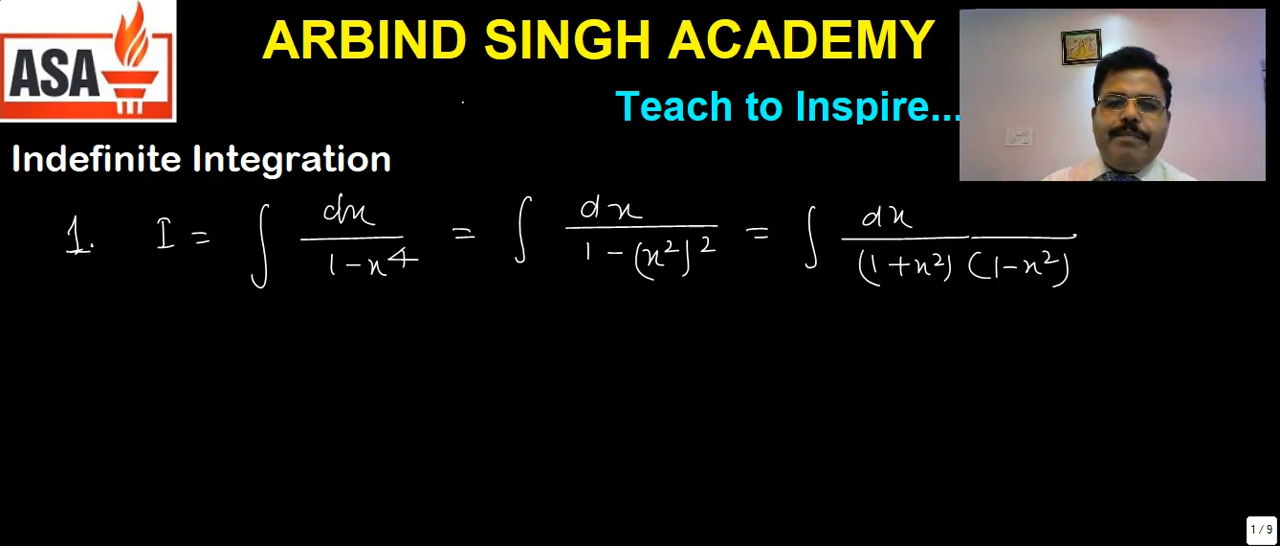 ASA
ARBIND SINGH ACADEMY
Teach to Inspire...
Indefinite Integration
1. I = ∫ dx / (1-x⁴) = ∫ dx / (1-(x²)²) = ∫ dx / ((1+x²)(1-x²))
1/9